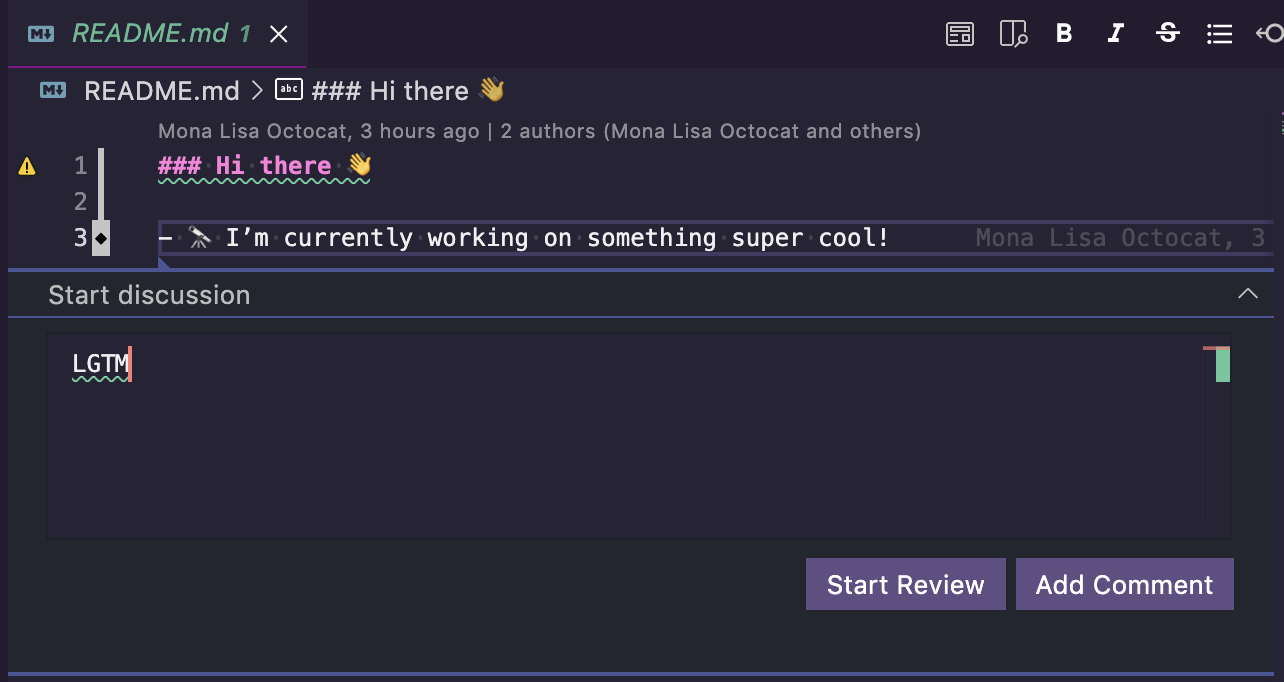 README.md 1
B I S
README.md > abc ### Hi there 👋
Mona Lisa Octocat, 3 hours ago | 2 authors (Mona Lisa Octocat and others)
1 ### Hi there 👋
2
3 - 🔭 I’m currently working on something super cool! Mona Lisa Octocat, 3
Start discussion
LGTM
Start Review Add Comment